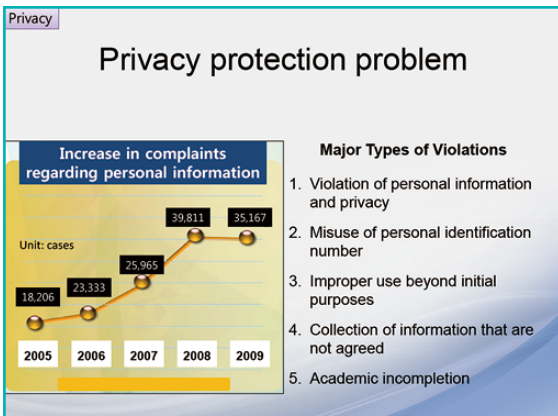 Privacy
Privacy protection problem
Increase in complaints
regarding personal information
Unit: cases
18,206
23,333
25,965
39,811
35,167
2005
2006
2007
2008
2009
Major Types of Violations
1. Violation of personal information
and privacy
2. Misuse of personal identification
number
3. Improper use beyond initial
purposes
4. Collection of information that are
not agreed
5. Academic incompletion